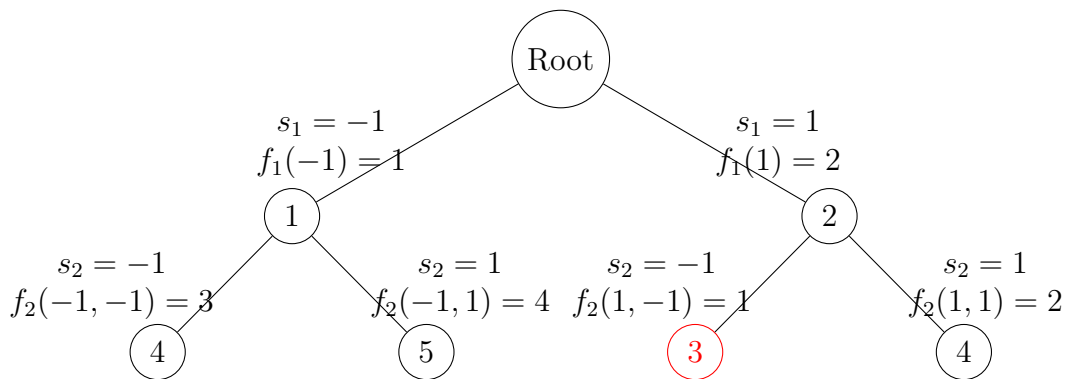 Root
s₁ = −1
f₁(−1) = 1
s₁ = 1
f₁(1) = 2
1
2
s₂ = −1
f₂(−1, −1) = 3
s₂ = 1
f₂(−1, 1) = 4
s₂ = −1
f₂(1, −1) = 1
s₂ = 1
f₂(1, 1) = 2
4
5
3
4